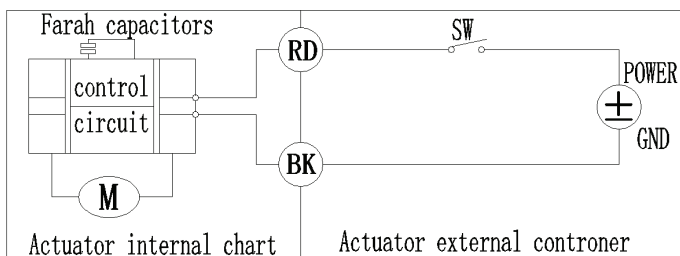 Farah capacitors
control
circuit
M
Actuator internal chart
RD
BK
SW
POWER
±
GND
Actuator external controner